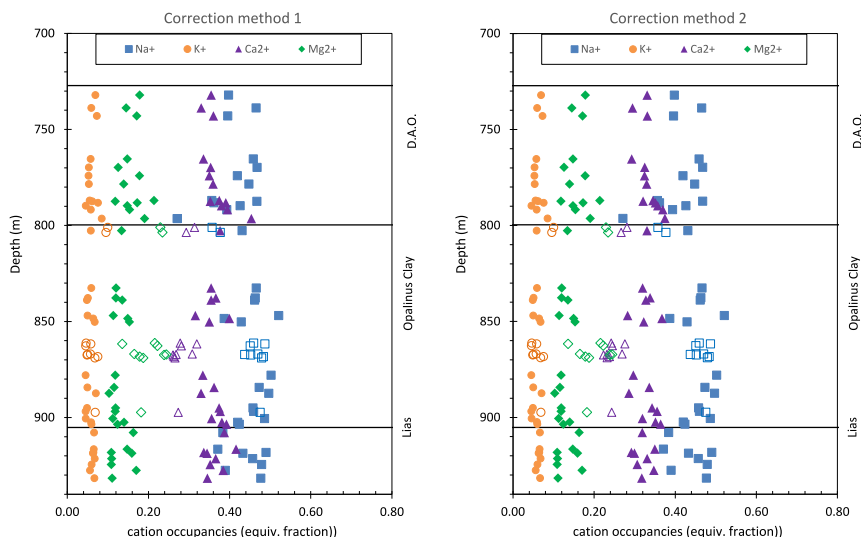 Correction method 1
700
750
800
850
900
0.00 0.20 0.40 0.60 0.80
Depth (m)
cation occupancies (equiv. fraction))
Na+ K+ Ca2+ Mg2+
D.A.O.
Opalinus Clay
Lias
Correction method 2
700
750
800
850
900
0.00 0.20 0.40 0.60 0.80
Depth (m)
cation occupancies (equiv. fraction))
Na+ K+ Ca2+ Mg2+
D.A.O.
Opalinus Clay
Lias